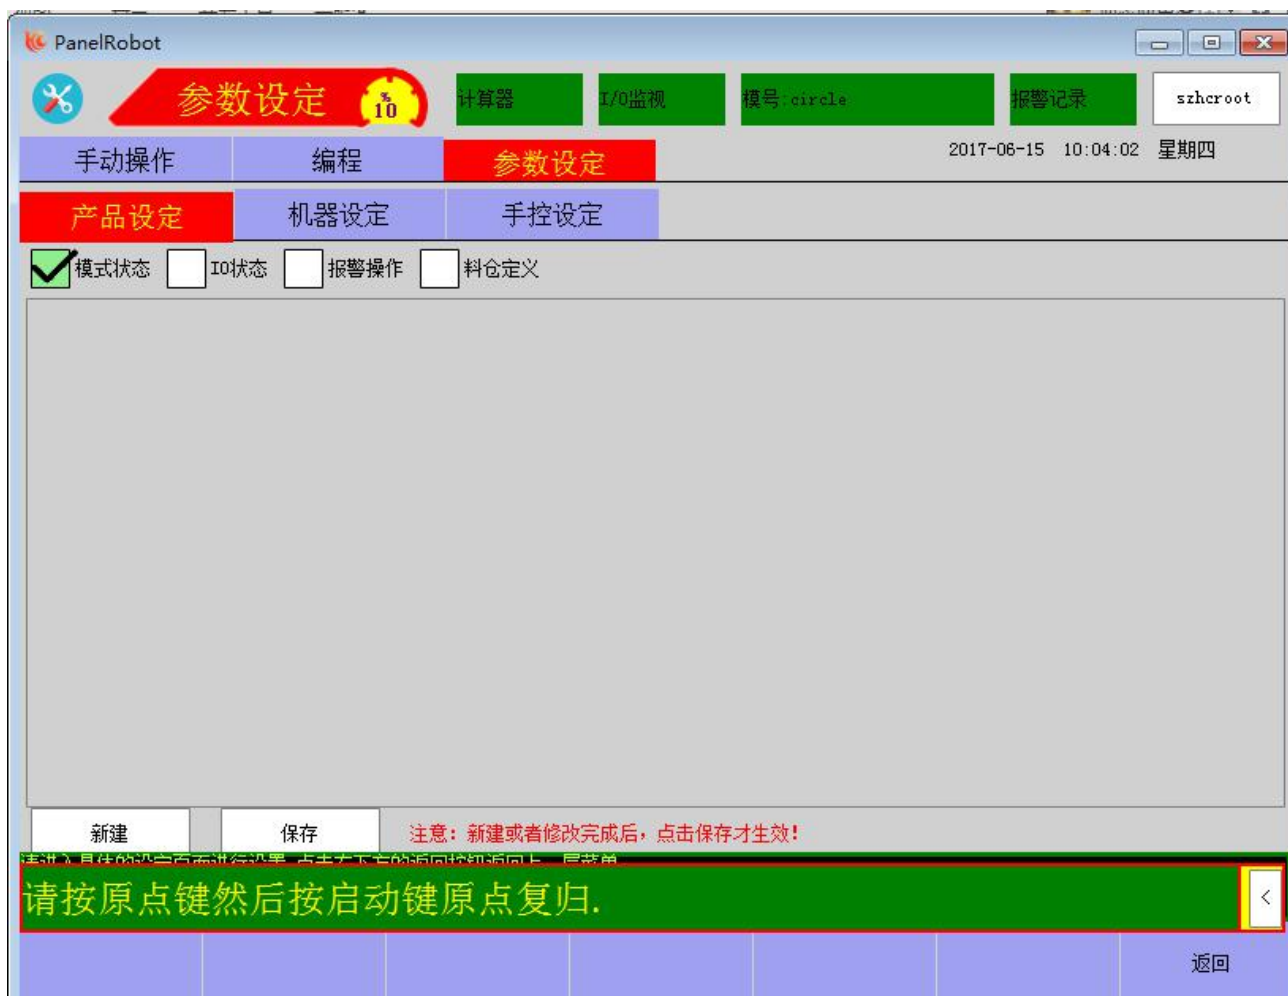 PanelRobot
参数设定 % 10 计算器 I/O监视 模号:circle 报警记录 szhcroot
手动操作 编程 参数设定 2017-06-15 10:04:02 星期四
产品设定 机器设定 手控设定
模式状态 IO状态 报警操作 料仓定义
新建 保存 注意：新建或者修改完成后，点击保存才生效!
请按原点键然后按启动键原点复归. <
返回